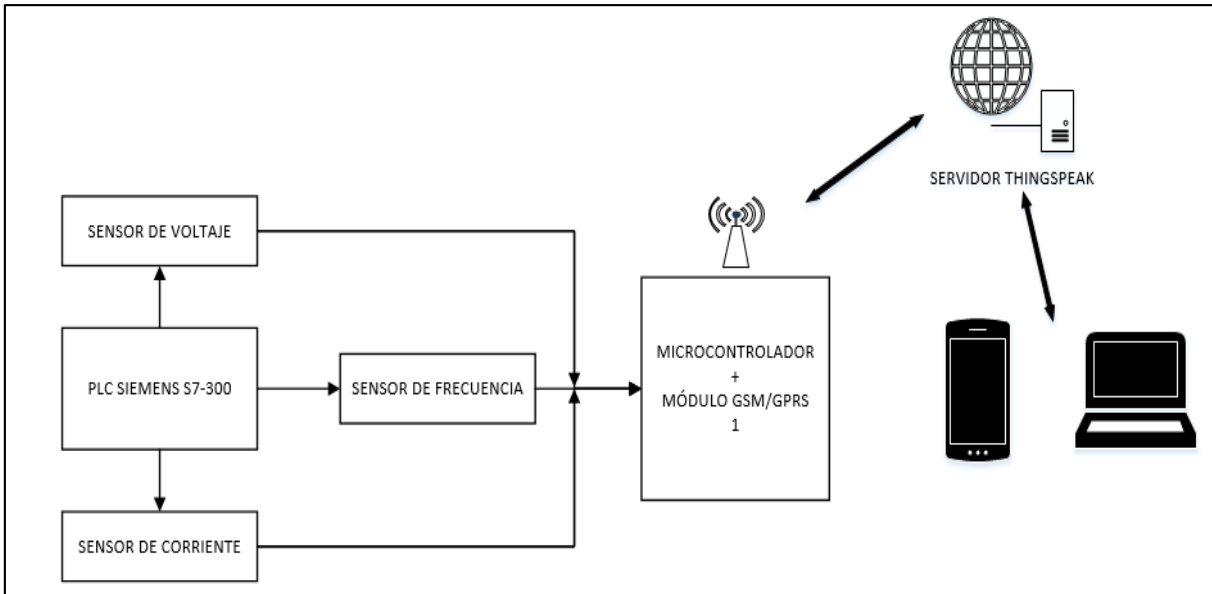 SERVIDOR THINGSPEAK
SENSOR DE VOLTAJE
PLC SIEMENS S7-300
SENSOR DE FRECUENCIA
MICROCONTROLADOR
+
MÓDULO GSM/GPRS
1
SENSOR DE CORRIENTE